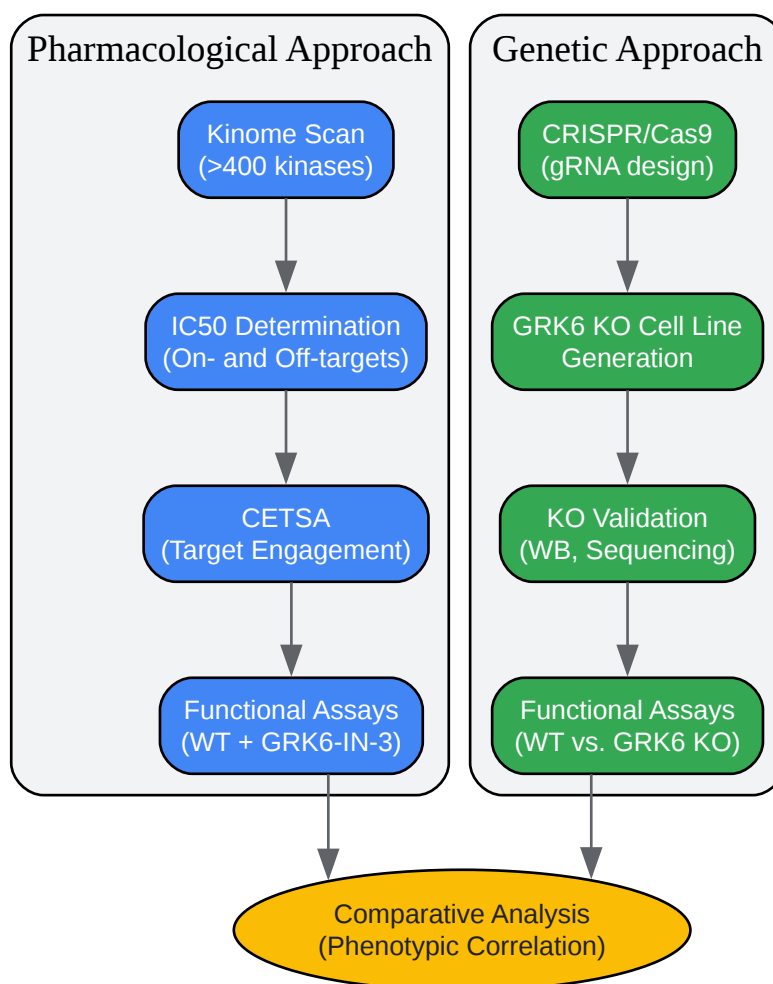 Pharmacological Approach
Kinome Scan
(>400 kinases)
IC50 Determination
(On- and Off-targets)
CETSA
(Target Engagement)
Functional Assays
(WT + GRK6-IN-3)
Genetic Approach
CRISPR/Cas9
(gRNA design)
GRK6 KO Cell Line
Generation
KO Validation
(WB, Sequencing)
Functional Assays
(WT vs. GRK6 KO)
Comparative Analysis
(Phenotypic Correlation)